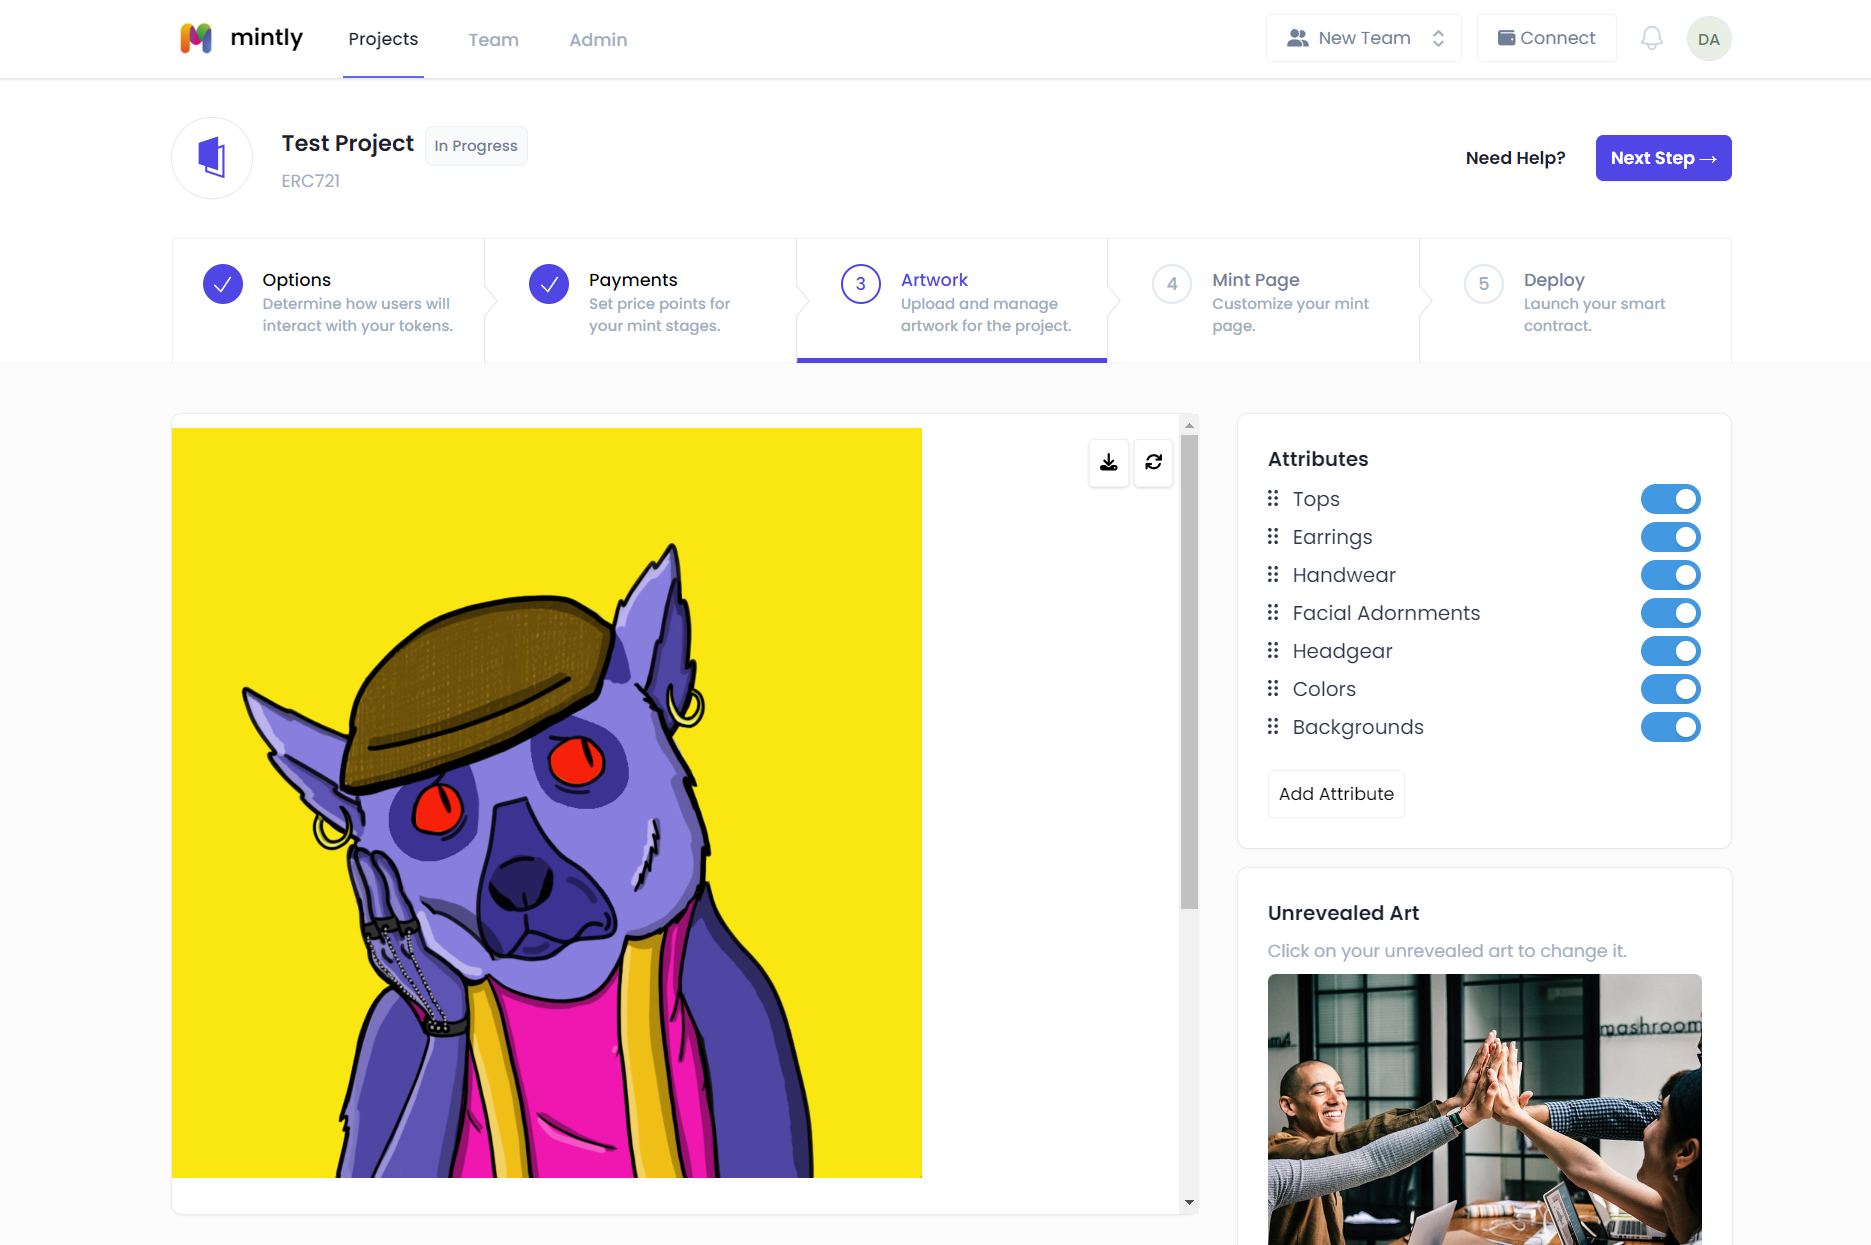 mintly
Projects
Team
Admin
New Team
Connect
DA
Test Project
In Progress
ERC721
Need Help?
Next Step →
Options
Determine how users will
interact with your tokens.
Payments
Set price points for
your mint stages.
3
Artwork
Upload and manage
artwork for the project.
4
Mint Page
Customize your mint
page.
5
Deploy
Launch your smart
contract.
Attributes
Tops
Earrings
Handwear
Facial Adornments
Headgear
Colors
Backgrounds
Add Attribute
Unrevealed Art
Click on your unrevealed art to change it.
mashroom